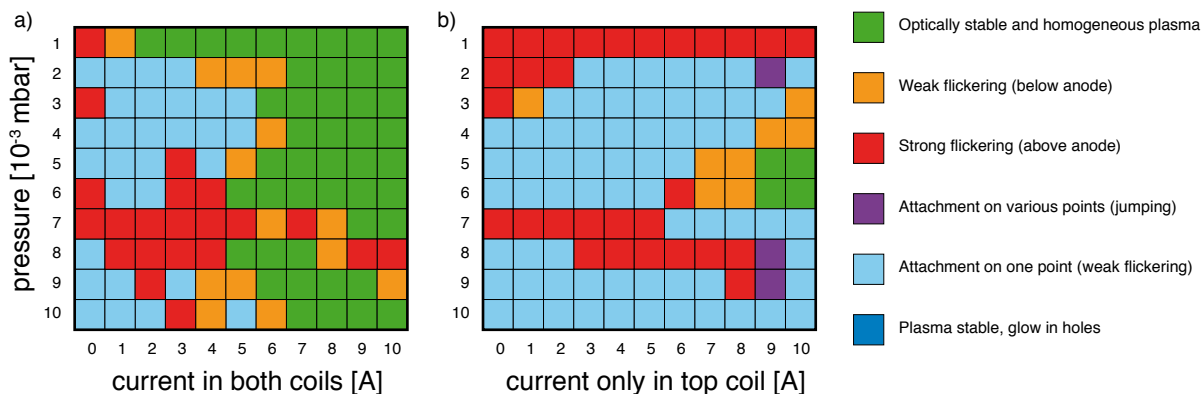 a)
b)
pressure [10-3 mbar]
1
2
3
4
5
6
7
8
9
10
0 1 2 3 4 5 6 7 8 9 10
current in both coils [A]
1
2
3
4
5
6
7
8
9
10
0 1 2 3 4 5 6 7 8 9 10
current only in top coil [A]
Optically stable and homogeneous plasma
Weak flickering (below anode)
Strong flickering (above anode)
Attachment on various points (jumping)
Attachment on one point (weak flickering)
Plasma stable, glow in holes